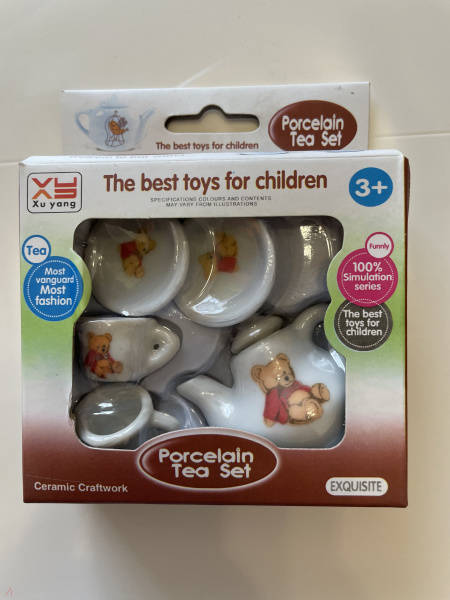 Porcelain
Tea Set
The best toys for children
XY
Xu yang
The best toys for children
SPECIFICATIONS COLOURS AND CONTENTS
MAY VARY FROM ILLUSTRATIONS
3+
Tea
Most
vanguard
Most
fashion
Funnly
100%
Simulation
series
The best
toys for
children
Porcelain
Tea Set
Ceramic Craftwork
EXQUISITE